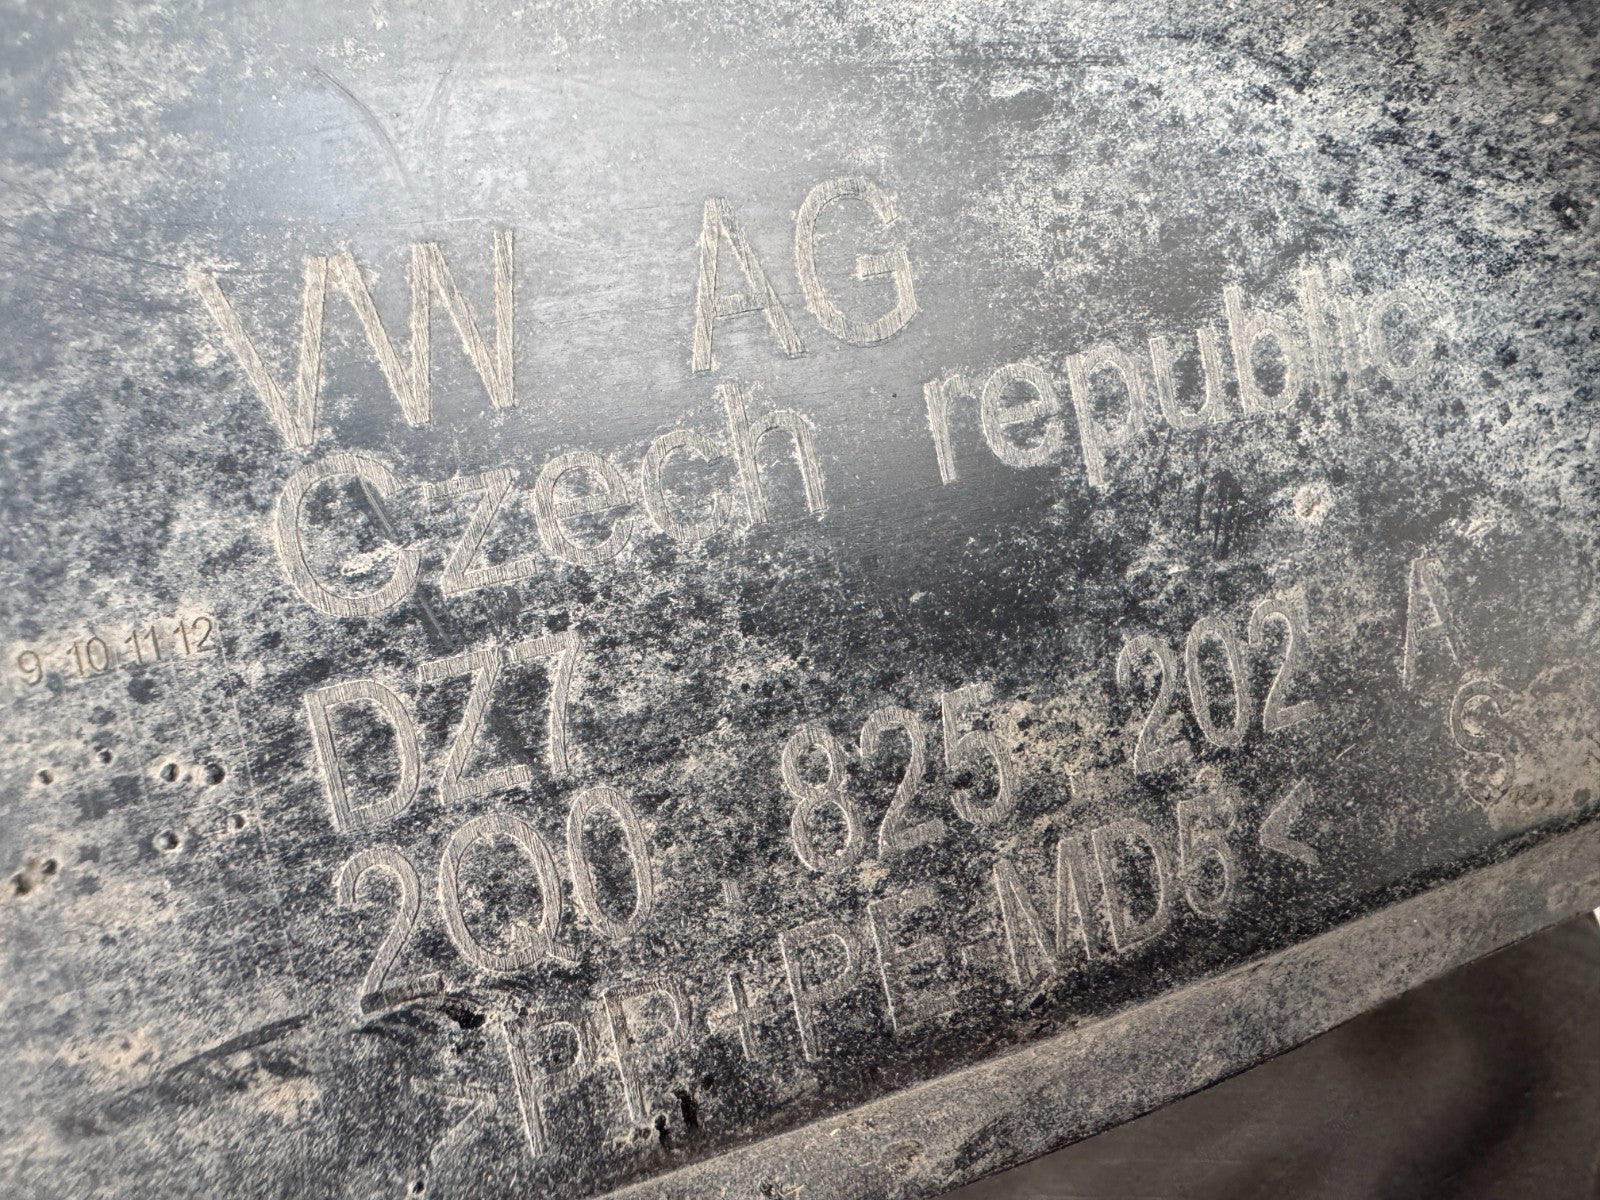 VW AG
Czech republic
9 10 11 12
DZ7
2Q0.825.202 A
S
>PP+PE-MD5<